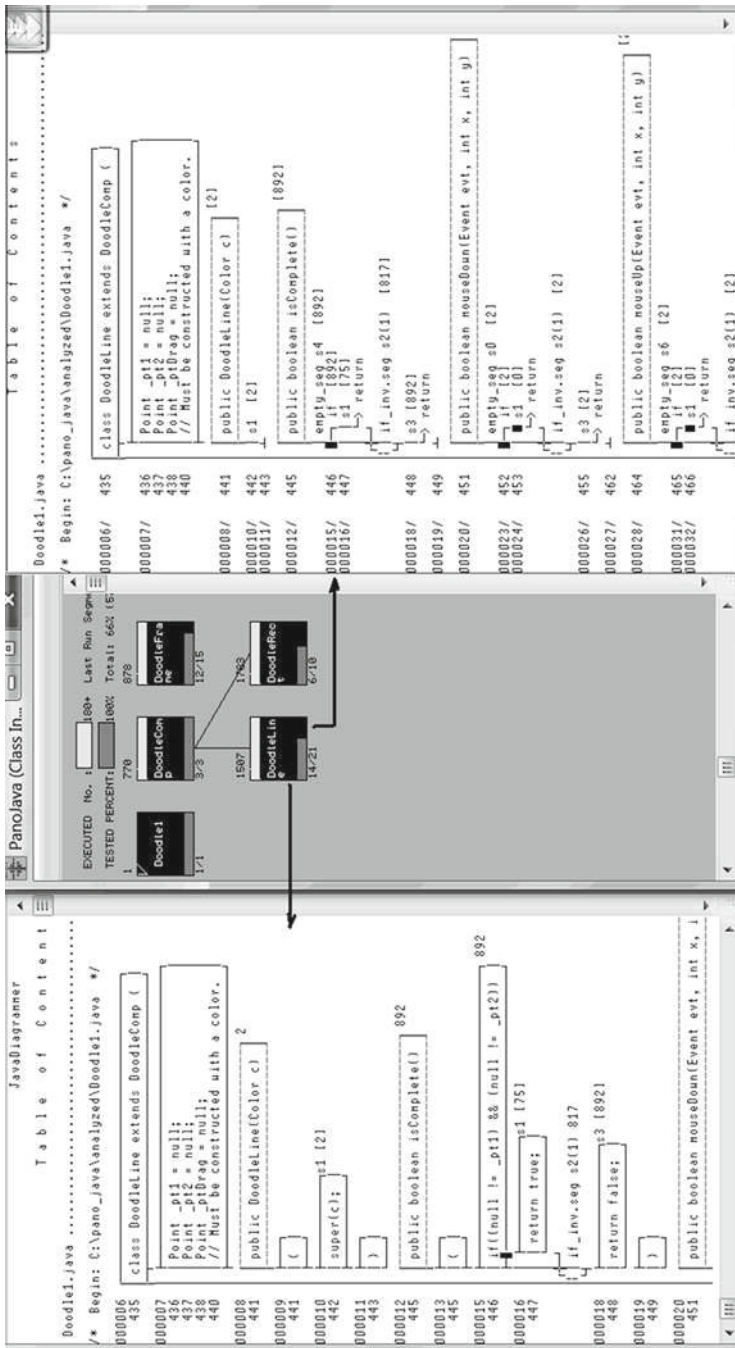 JavaDiagrammer
Table of Content
Doodle1.java
/* Begin: C:\pano_java\analyzed\Doodle1.java */
000006
435 class DoodleLine extends DoodleComp {
000007
436 Point _pt1 = null;
437 Point _pt2 = null;
438 Point _ptDrag = null;
440 // Must be constructed with a color.
000008 2
441 public DoodleLine(Color c)
000009
441 {
000010 s1 [2]
442 super(c);
000011
443 }
000012 892
445 public boolean isComplete()
000013
445 {
000015 892
446 if((null != _pt1) && (null != _pt2))
000016 s1 [75]
447 return true;
if_inv.seg s2(1) 817
000018 s3 [892]
448 return false;
000019
449 }
000020
451 public boolean mouseDown(Event evt, int x, i
PanoJava (Class In...
EXECUTED No. : 180+ Last Run Segm
TESTED PERCENT: 100% Total: 66% (5
1 770 878
Doodle1 DoodleCom
p DoodleFra
me
1/1 3/3 12/15
1507 1703
DoodleLin
e DoodleRec
t
14/21 6/10
Table of Contents
Doodle1.java
/* Begin: C:\pano_java\analyzed\Doodle1.java */
000006/ 435 class DoodleLine extends DoodleComp {
000007/ 436 Point _pt1 = null;
437 Point _pt2 = null;
438 Point _ptDrag = null;
440 // Must be constructed with a color.
000008/ 441 public DoodleLine(Color c) [2]
000010/ 442 s1 [2]
000011/ 443
000012/ 445 public boolean isComplete() [892]
empty_seg s4 [892]
000015/ 446 if [892]
000016/ 447 s1 [75]
-> return
if_inv.seg s2(1) [817]
000018/ 448 s3 [892]
-> return
000019/ 449
000020/ 451 public boolean mouseDown(Event evt, int x, int y)
empty_seg s0 [2]
000023/ 452 if [2]
000024/ 453 s1 [0]
-> return
if_inv.seg s2(1) [2]
000026/ 455 s3 [2]
-> return
000027/ 462
000028/ 464 public boolean mouseUp(Event evt, int x, int y)
empty_seg s6 [2]
000031/ 465 if [2]
000032/ 466 s1 [0]
-> return
if_inv.seg s2(1) [2]